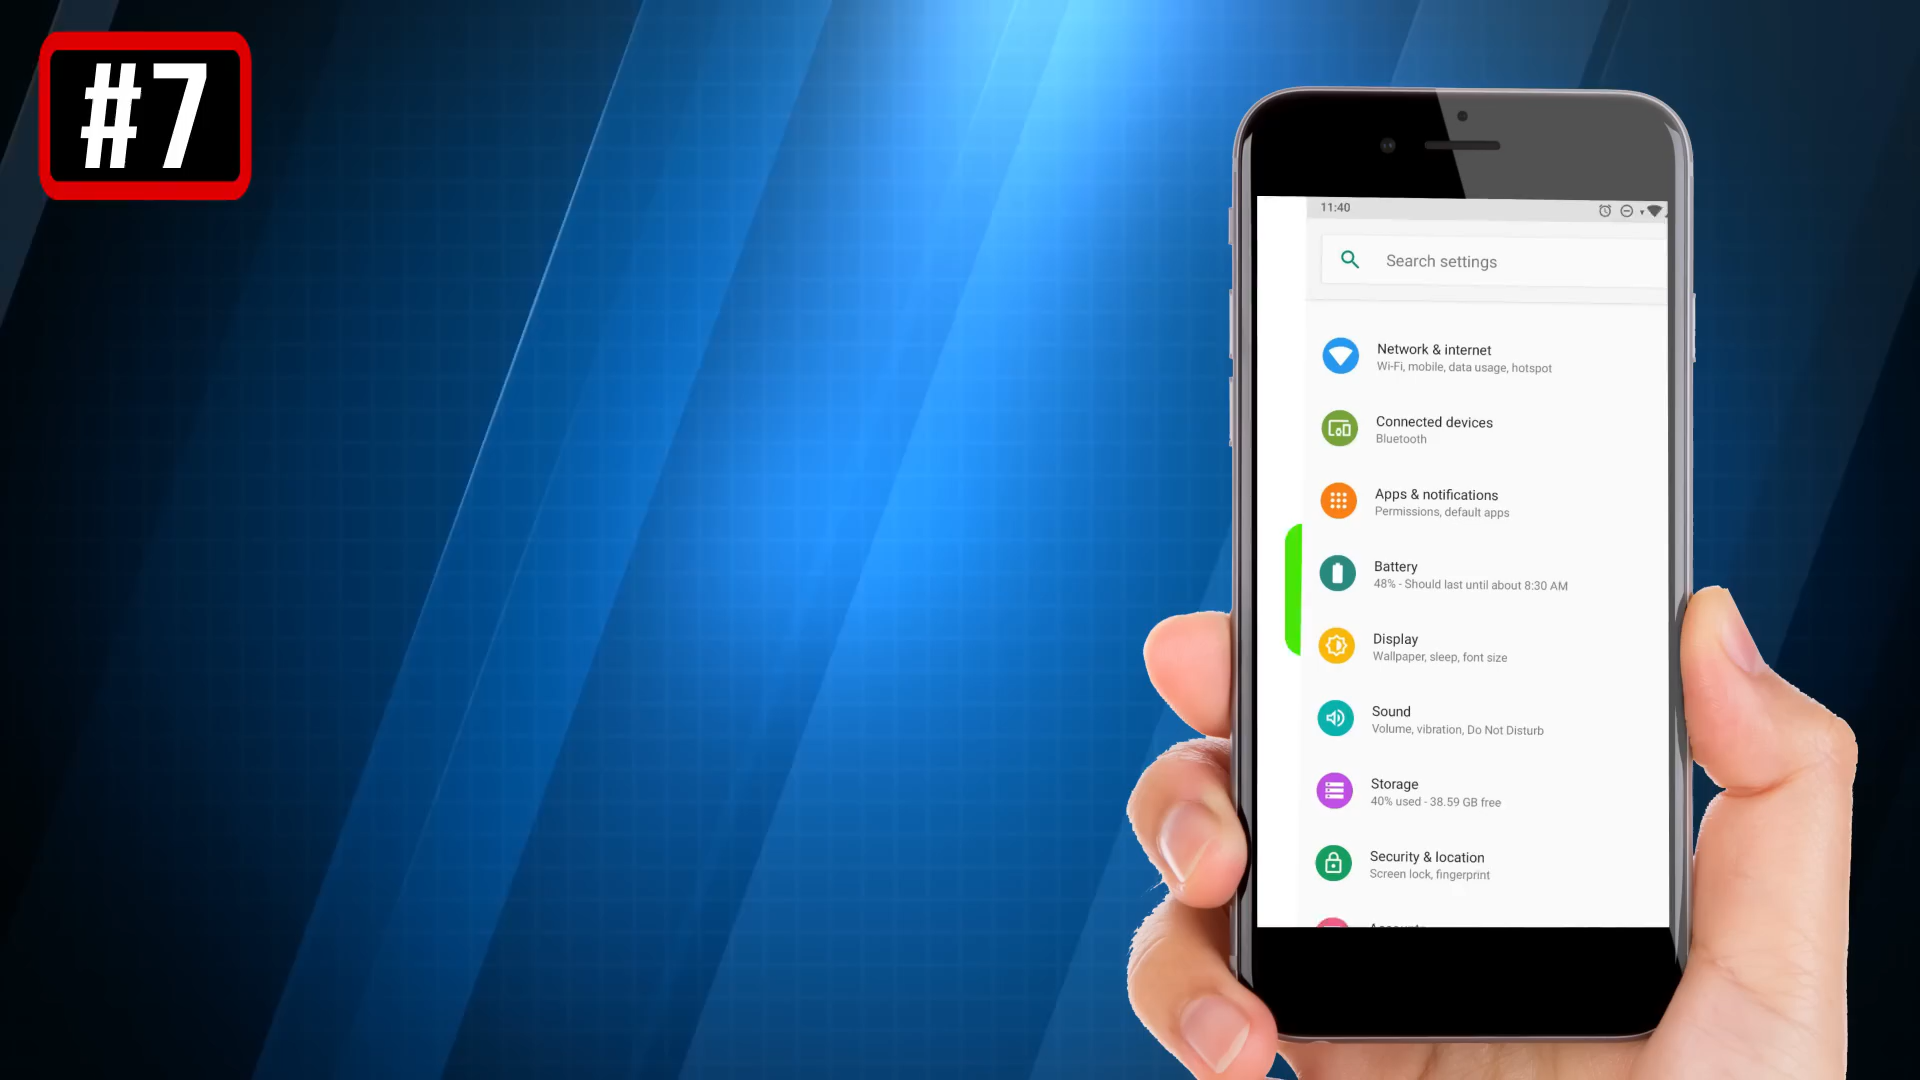 #7
11:40
Search settings
Network & internet
Wi-Fi, mobile, data usage, hotspot
Connected devices
Bluetooth
Apps & notifications
Permissions, default apps
Battery
48% - Should last until about 8:30 AM
Display
Wallpaper, sleep, font size
Sound
Volume, vibration, Do Not Disturb
Storage
40% used - 38.59 GB free
Security & location
Screen lock, fingerprint